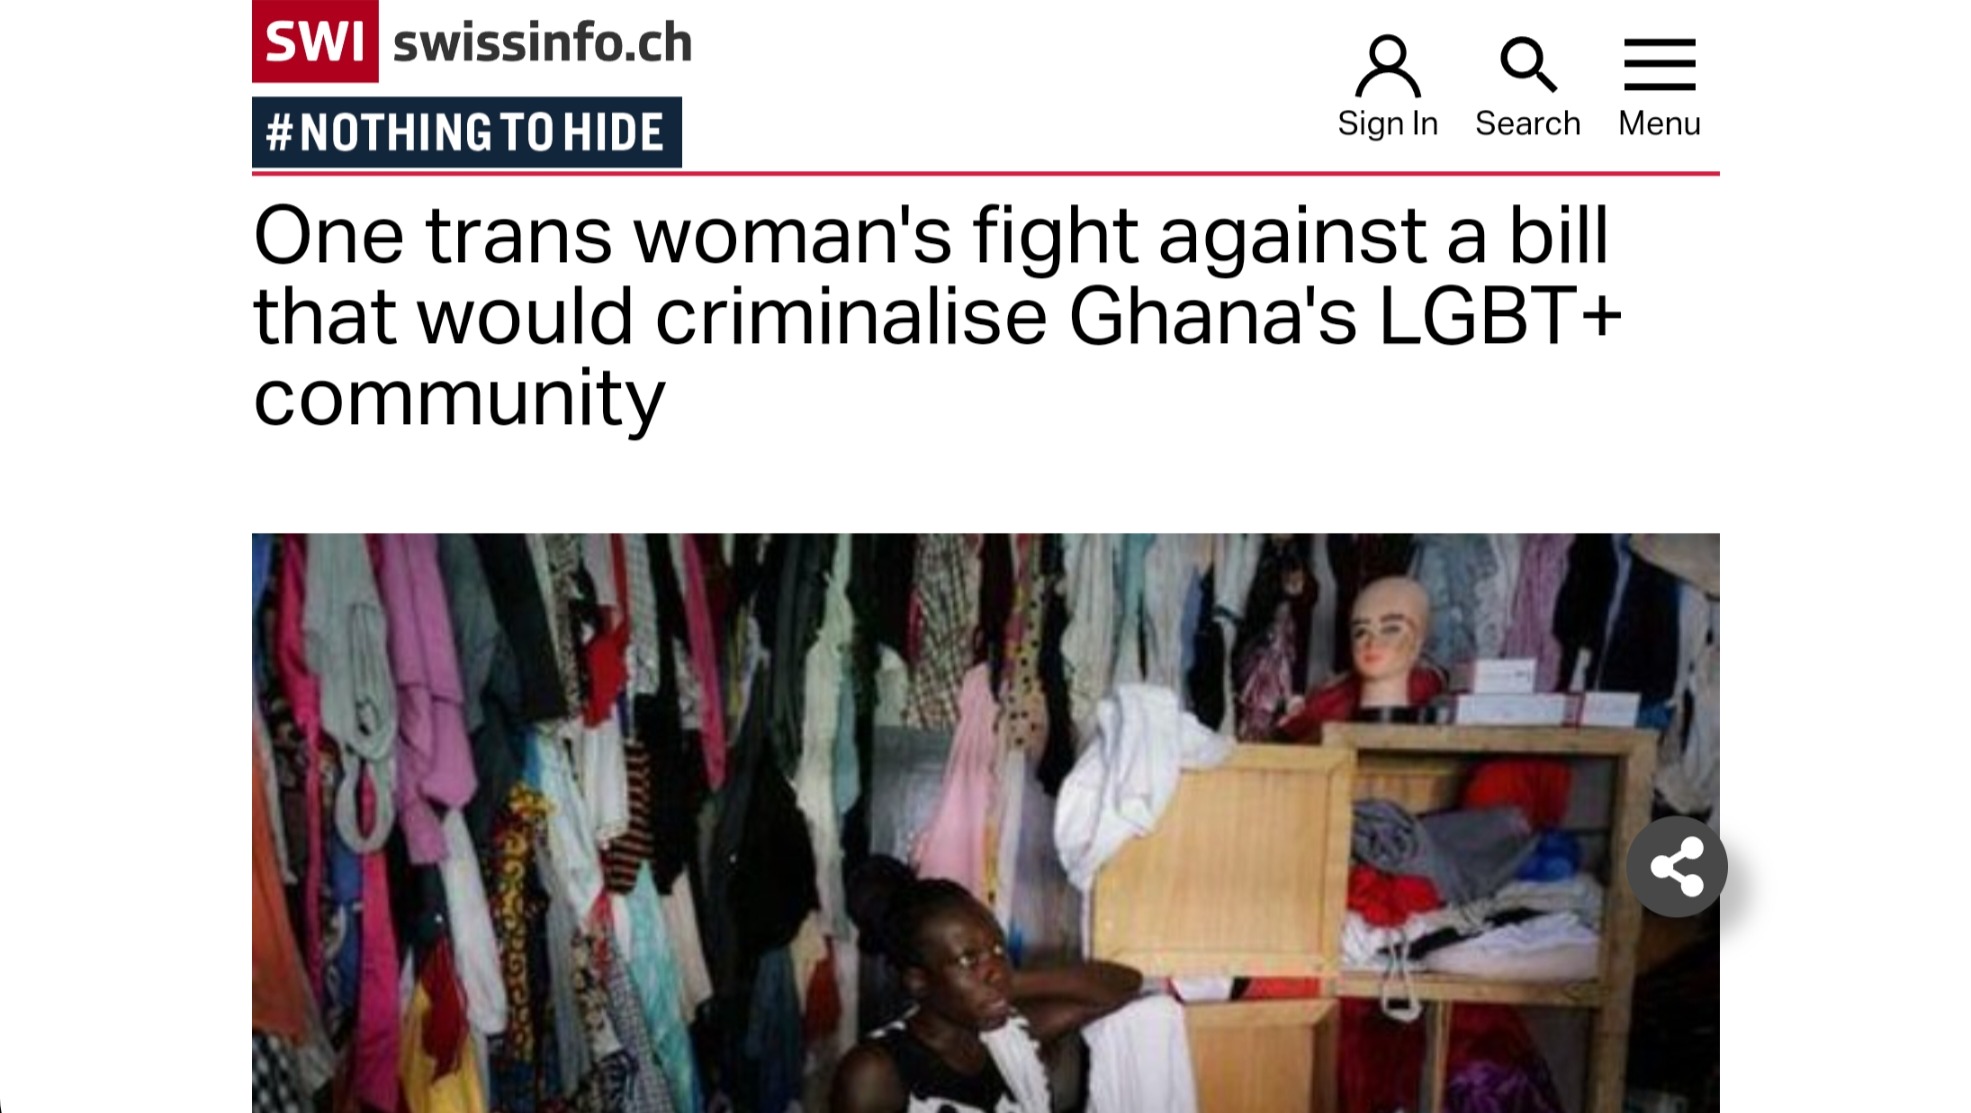 SWI swissinfo.ch
#NOTHING TO HIDE
Sign In Search Menu
One trans woman's fight against a bill
that would criminalise Ghana's LGBT+
community